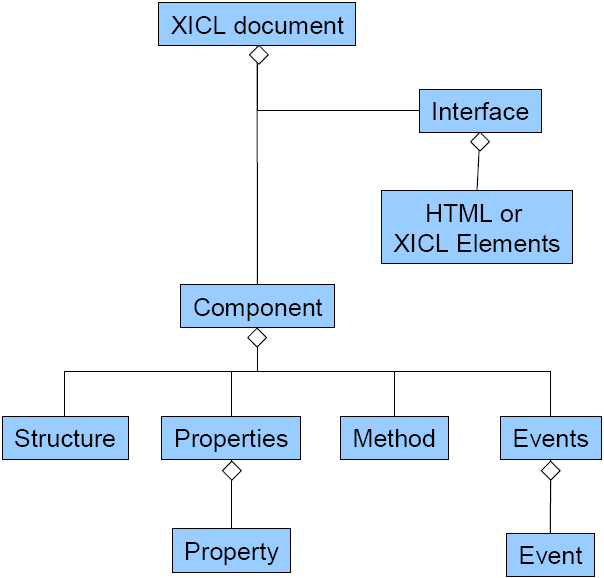 XICL document
Interface
HTML or
XICL Elements
Component
Structure
Properties
Method
Events
Property
Event